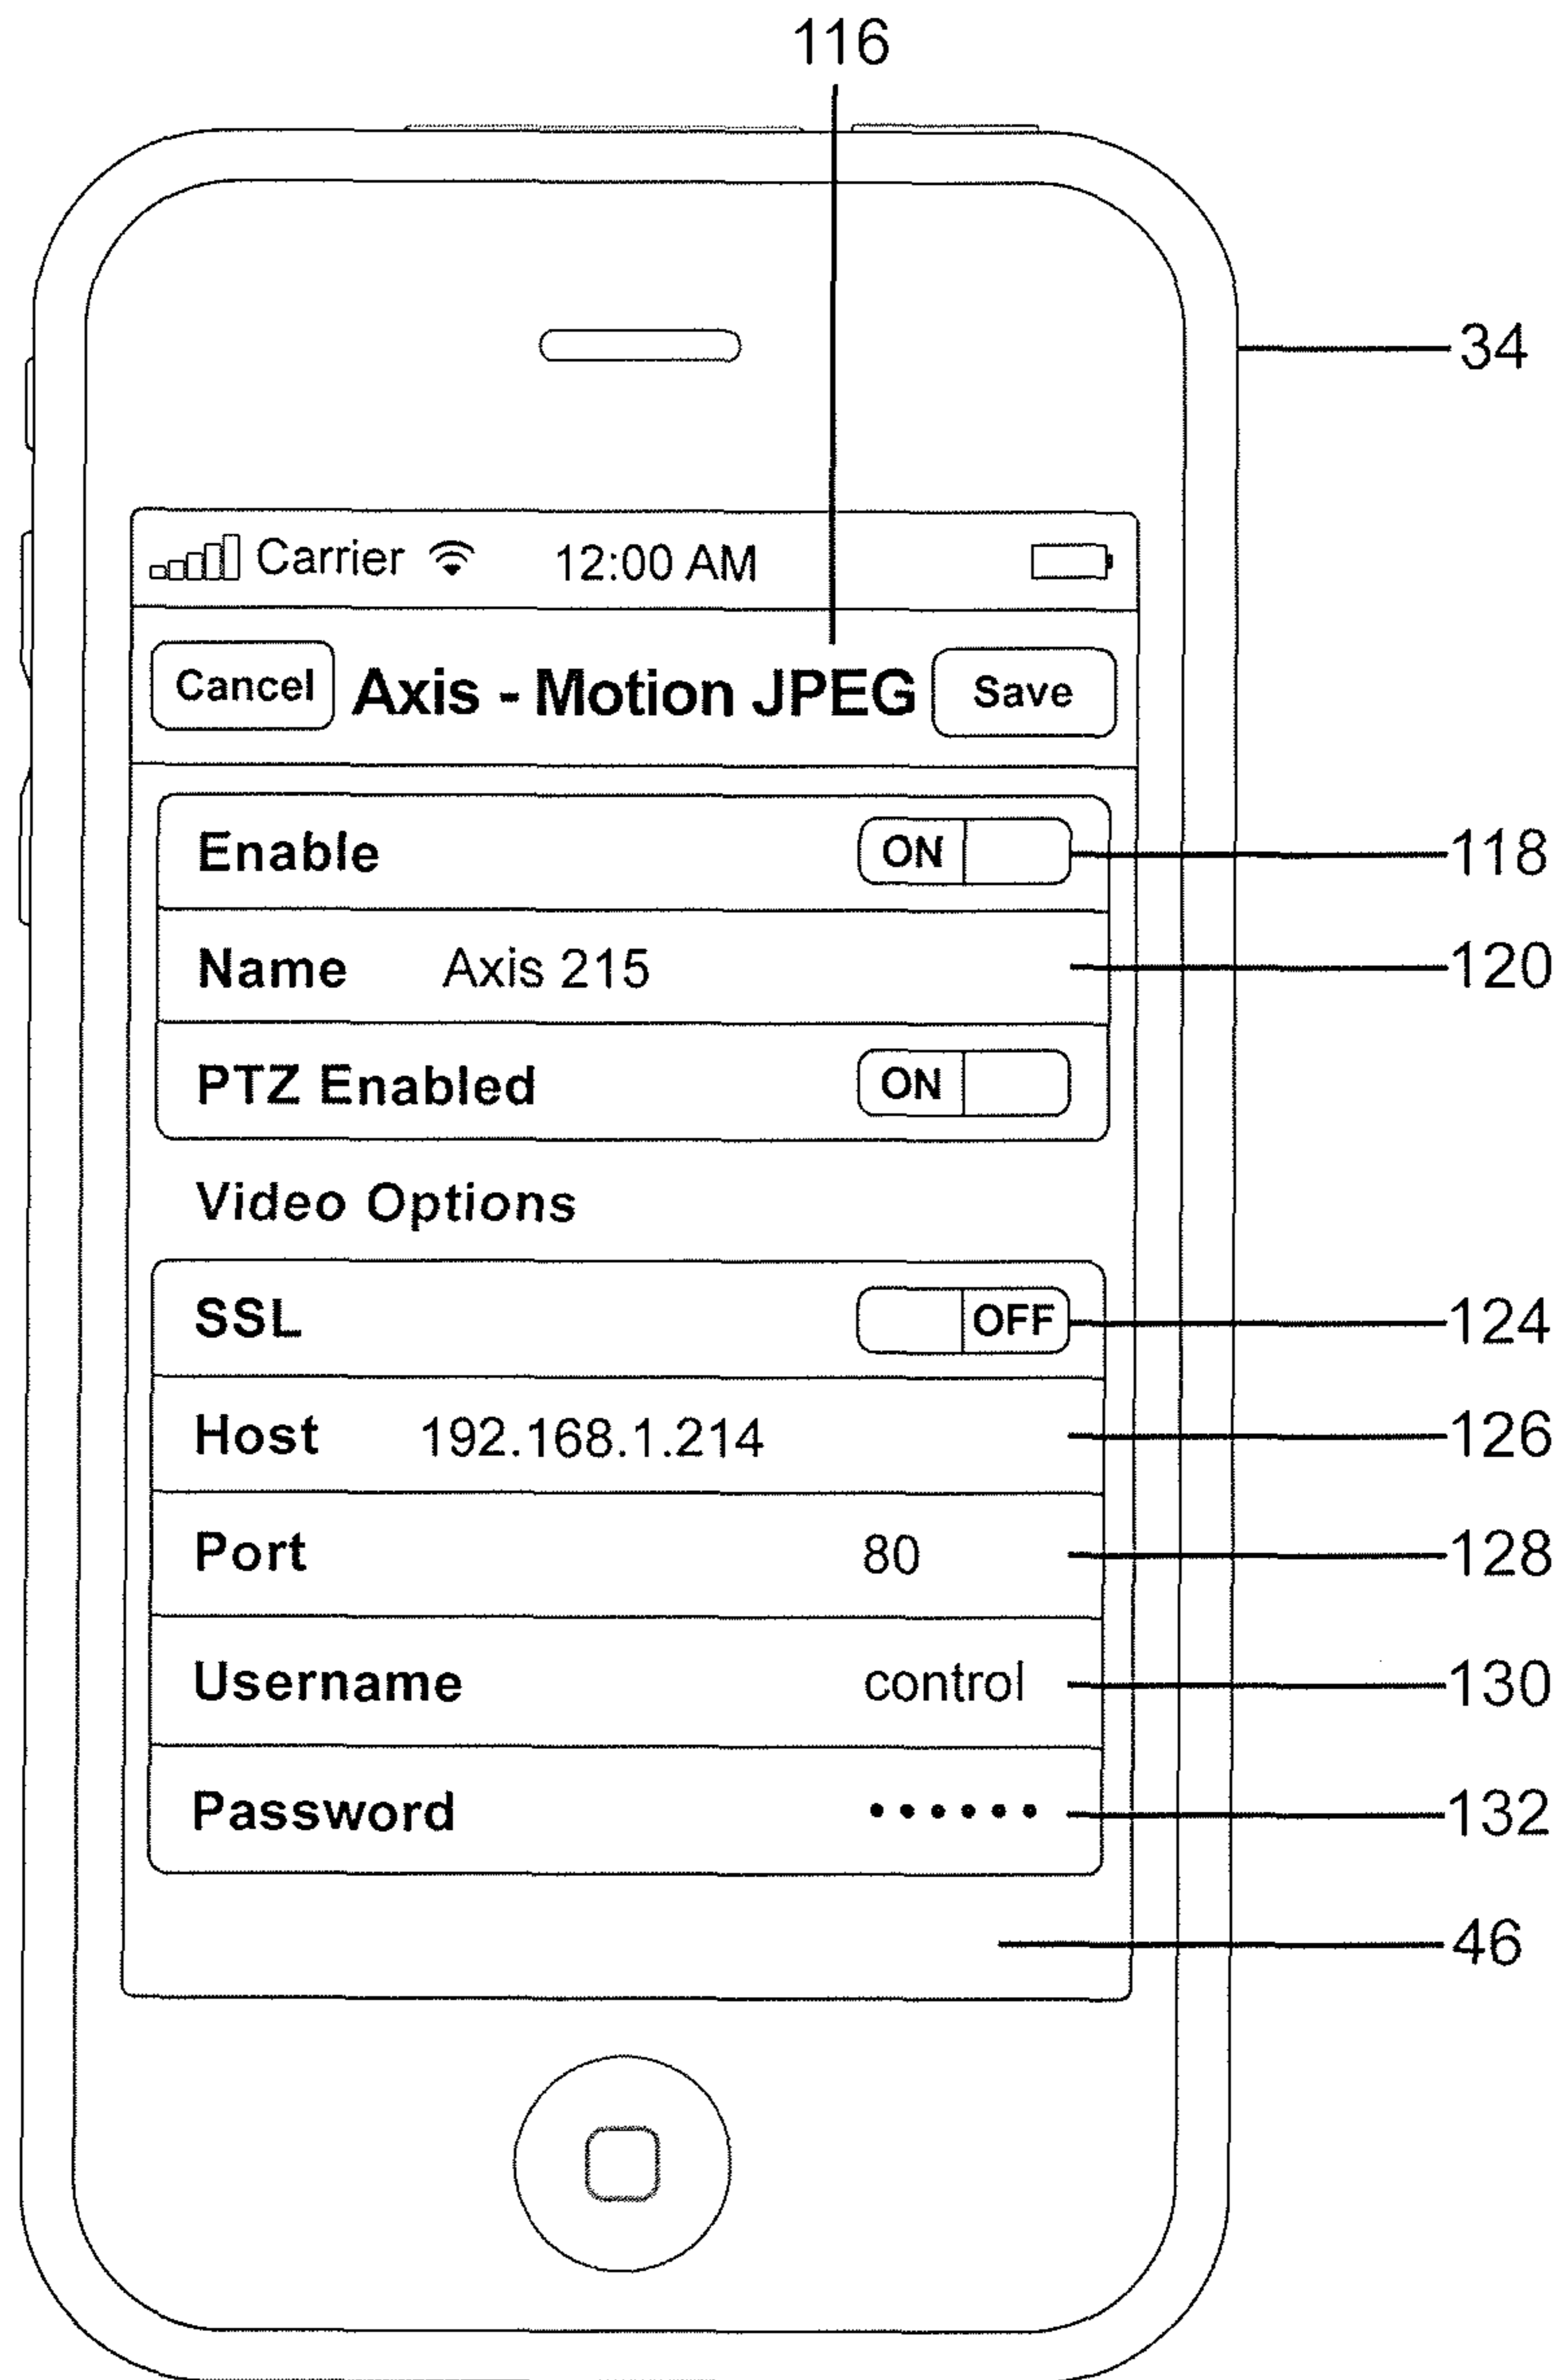 116
34
Carrier 12:00 AM
Cancel Axis - Motion JPEG Save
Enable ON 118
Name Axis 215 120
PTZ Enabled ON
Video Options
SSL OFF 124
Host 192.168.1.214 126
Port 80 128
Username control 130
Password •••••• 132
46